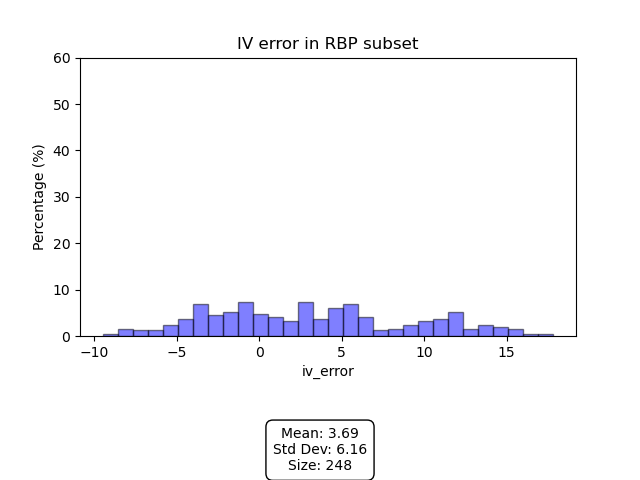 IV error in RBP subset
60
50
40
30
20
10
0
Percentage (%)
−10
−5
0
5
10
15
iv_error
Mean: 3.69
Std Dev: 6.16
Size: 248